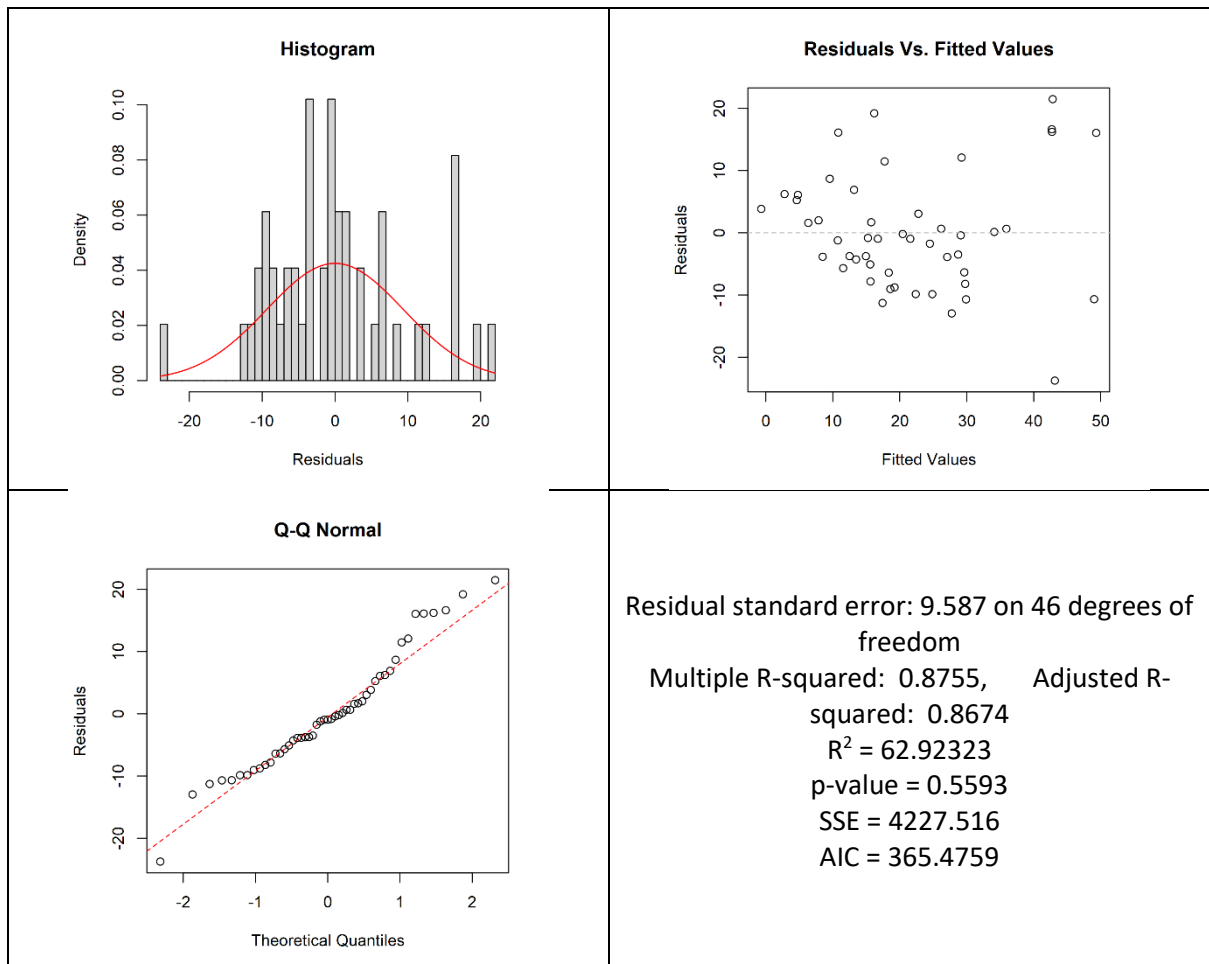 Histogram
Density
0.00 0.02 0.04 0.06 0.08 0.10
-20 -10 0 10 20
Residuals
Residuals Vs. Fitted Values
Residuals
-20 -10 0 10 20
0 10 20 30 40 50
Fitted Values
Q-Q Normal
Residuals
-20 -10 0 10 20
-2 -1 0 1 2
Theoretical Quantiles
Residual standard error: 9.587 on 46 degrees of
freedom
Multiple R-squared: 0.8755, Adjusted R-
squared: 0.8674
R² = 62.92323
p-value = 0.5593
SSE = 4227.516
AIC = 365.4759